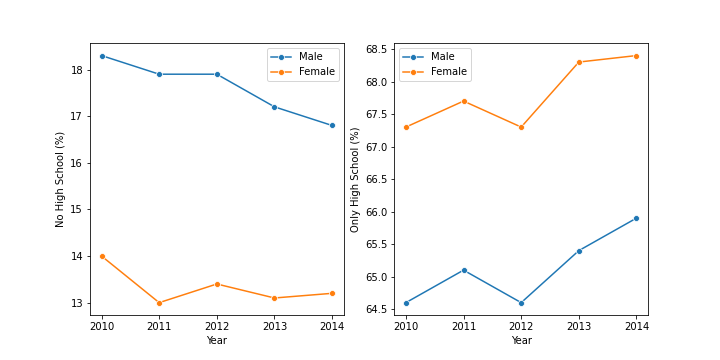 Male
Female
18
17
16
15
14
13
No High School (%)
2010 2011 2012 2013 2014
Year
Male
Female
68.5
68.0
67.5
67.0
66.5
66.0
65.5
65.0
64.5
Only High School (%)
2010 2011 2012 2013 2014
Year